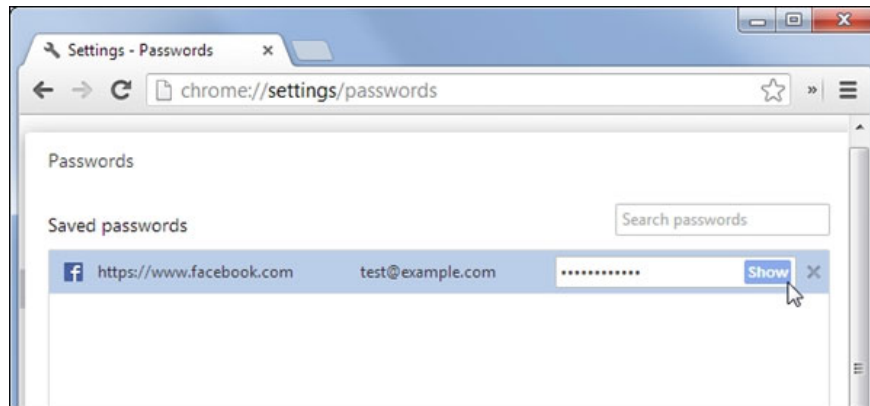 Settings - Passwords
chrome://settings/passwords
Passwords
Saved passwords
Search passwords
https://www.facebook.com test@example.com •••••••••••• Show